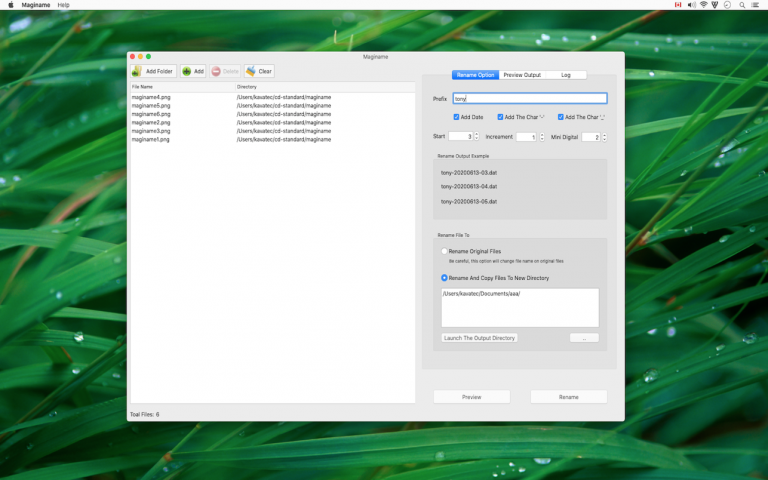 Maginame Help
Maginame
Add Folder Add Delete Clear
File Name Directory
maginame4.png /Users/kavatec/cd-standard/maginame
maginame5.png /Users/kavatec/cd-standard/maginame
maginame6.png /Users/kavatec/cd-standard/maginame
maginame2.png /Users/kavatec/cd-standard/maginame
maginame3.png /Users/kavatec/cd-standard/maginame
maginame1.png /Users/kavatec/cd-standard/maginame
Toal Files: 6
Rename Option Preview Output Log
Prefix tony
Add Date Add The Char '-' Add The Char '_'
Start 3 Increament 1 Mini Digital 2
Rename Output Example
tony-20200613-03.dat
tony-20200613-04.dat
tony-20200613-05.dat
Rename File To
Rename Original Files
Be careful, this option will change file name on original files
Rename And Copy Files To New Directory
/Users/kavatec/Documents/aaa/
Launch The Output Directory ...
Preview Rename